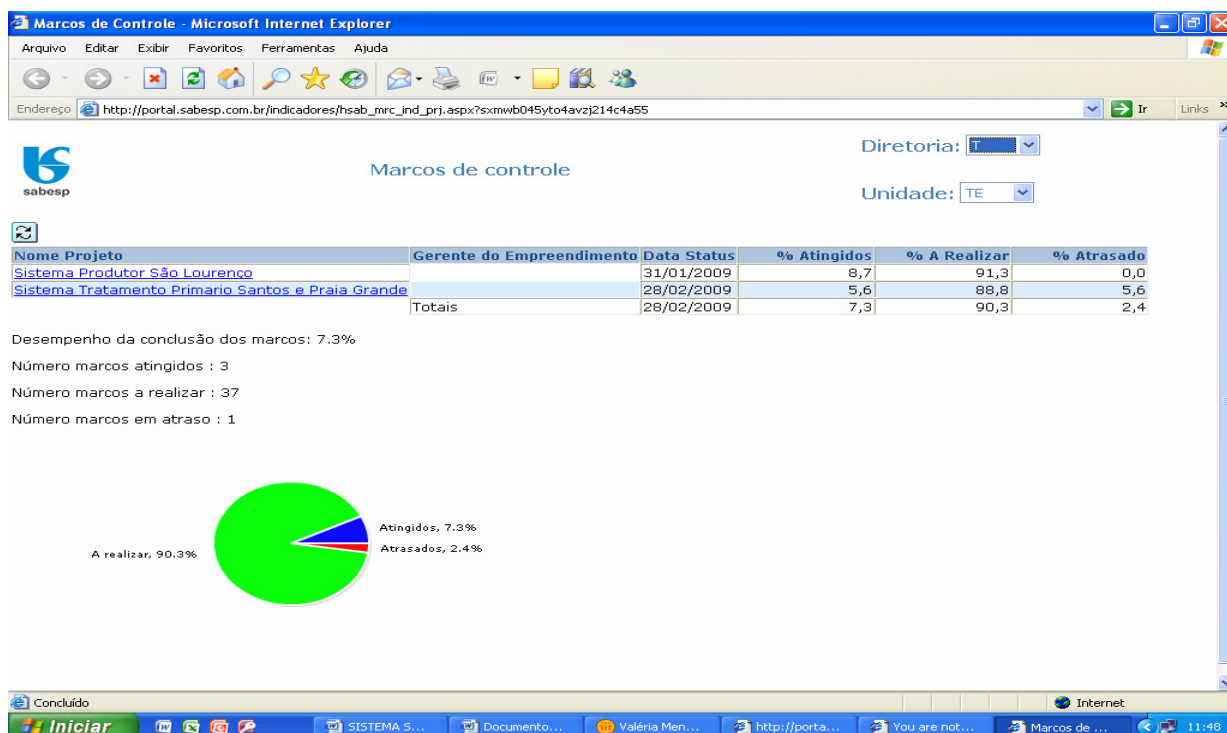 Marcos de Controle - Microsoft Internet Explorer
Arquivo Editar Exibir Favoritos Ferramentas Ajuda
Endereço http://portal.sabesp.com.br/indicadores/hsab_mrc_ind_prj.aspx?sxmwb045yto4avzj214c4a55 Ir Links »
Diretoria: T
sabesp
Marcos de controle
Unidade: TE
Nome Projeto Gerente do Empreendimento Data Status % Atingidos % A Realizar % Atrasado
Sistema Produtor São Lourenço 31/01/2009 8,7 91,3 0,0
Sistema Tratamento Primario Santos e Praia Grande 28/02/2009 5,6 88,8 5,6
Totais 28/02/2009 7,3 90,3 2,4
Desempenho da conclusão dos marcos: 7.3%
Número marcos atingidos : 3
Número marcos a realizar : 37
Número marcos em atraso : 1
Atingidos, 7.3%
Atrasados, 2.4%
A realizar, 90.3%
Concluído Internet
Iniciar SISTEMA S... Documento... Valéria Men... http://porta... You are not... Marcos de ... 11:48